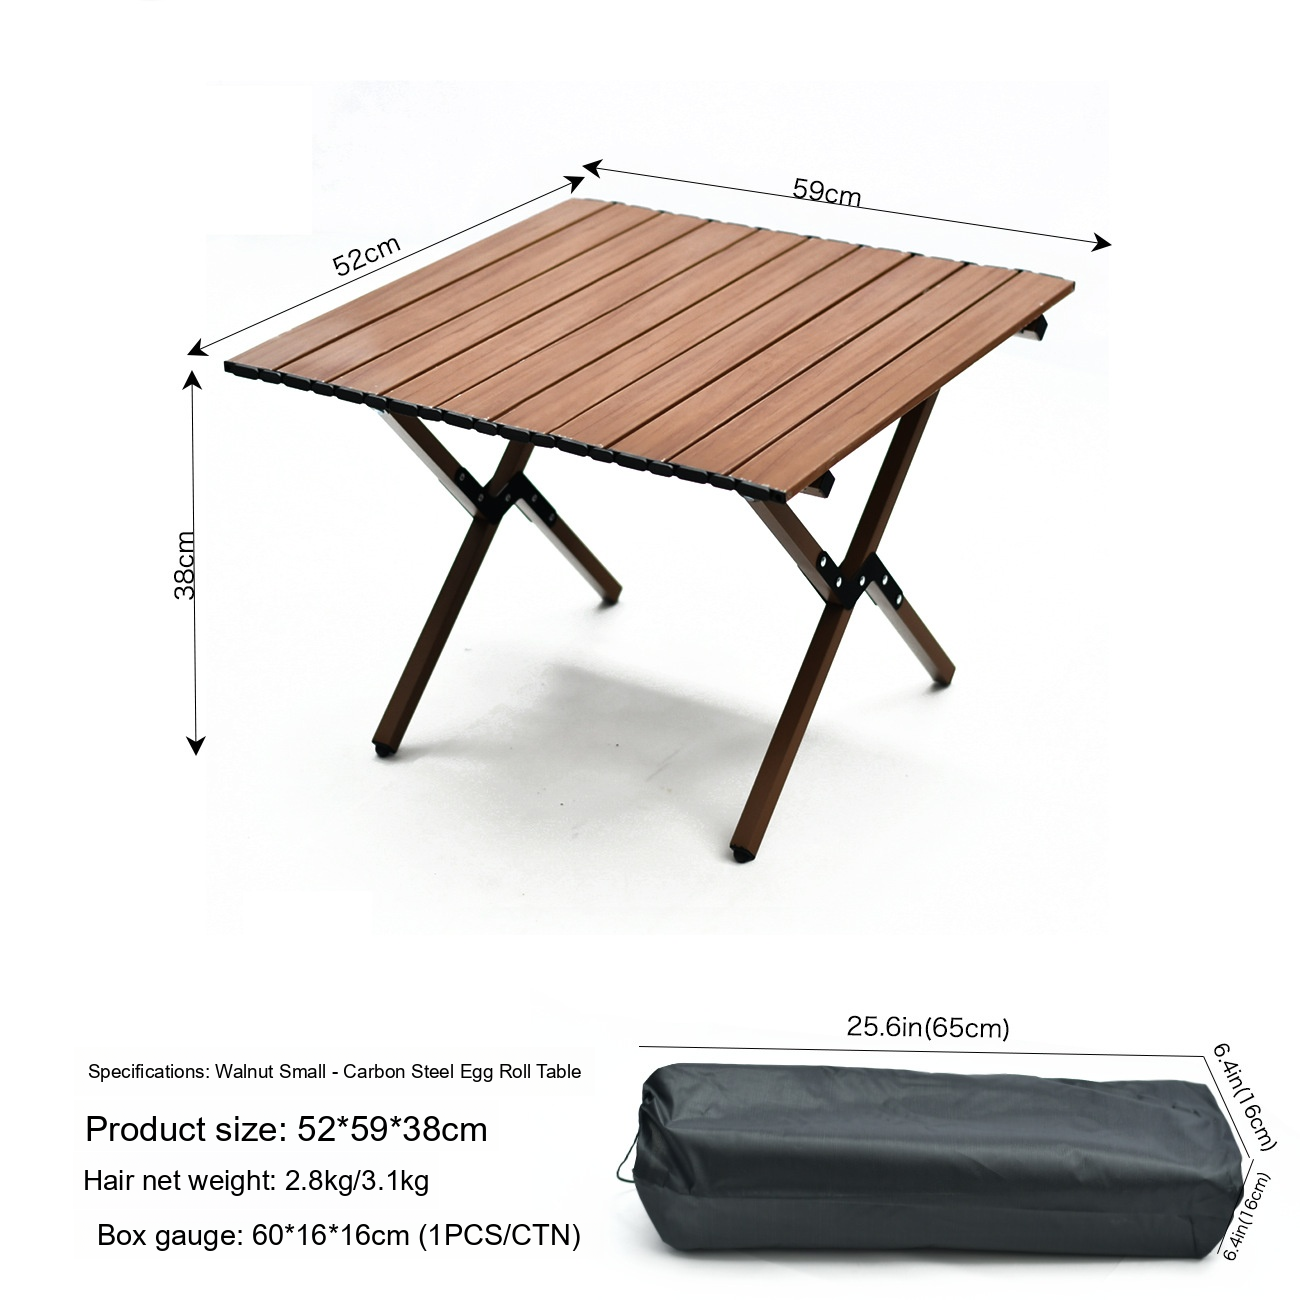 59cm
52cm
38cm
25.6in(65cm)
6.4in(16cm)
6.4in(16cm)
Specifications: Walnut Small - Carbon Steel Egg Roll Table
Product size: 52*59*38cm
Hair net weight: 2.8kg/3.1kg
Box gauge: 60*16*16cm (1PCS/CTN)